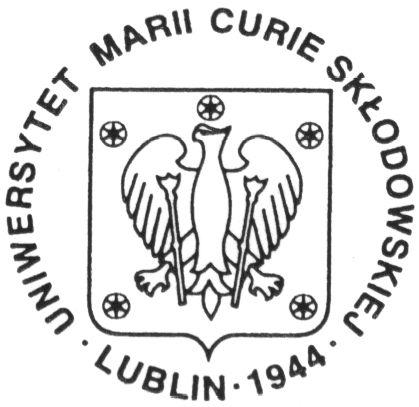 UNIWERSYTET MARII CURIE SKŁODOWSKIEJ
· LUBLIN · 1944 ·